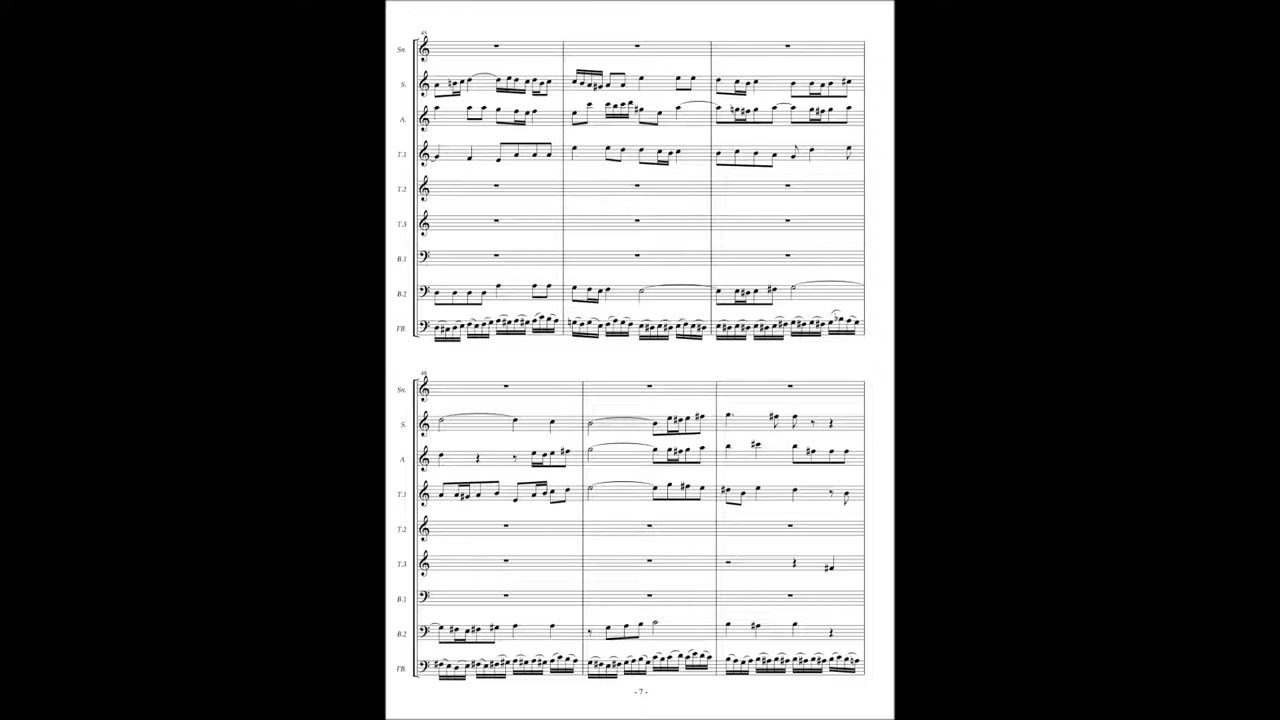 45
Sn.
S.
A.
T.1
T.2
T.3
B.1
B.2
FB.
48
Sn.
S.
A
T.1
T.2
T.3
B.1
B.2
FB.
- 7 -